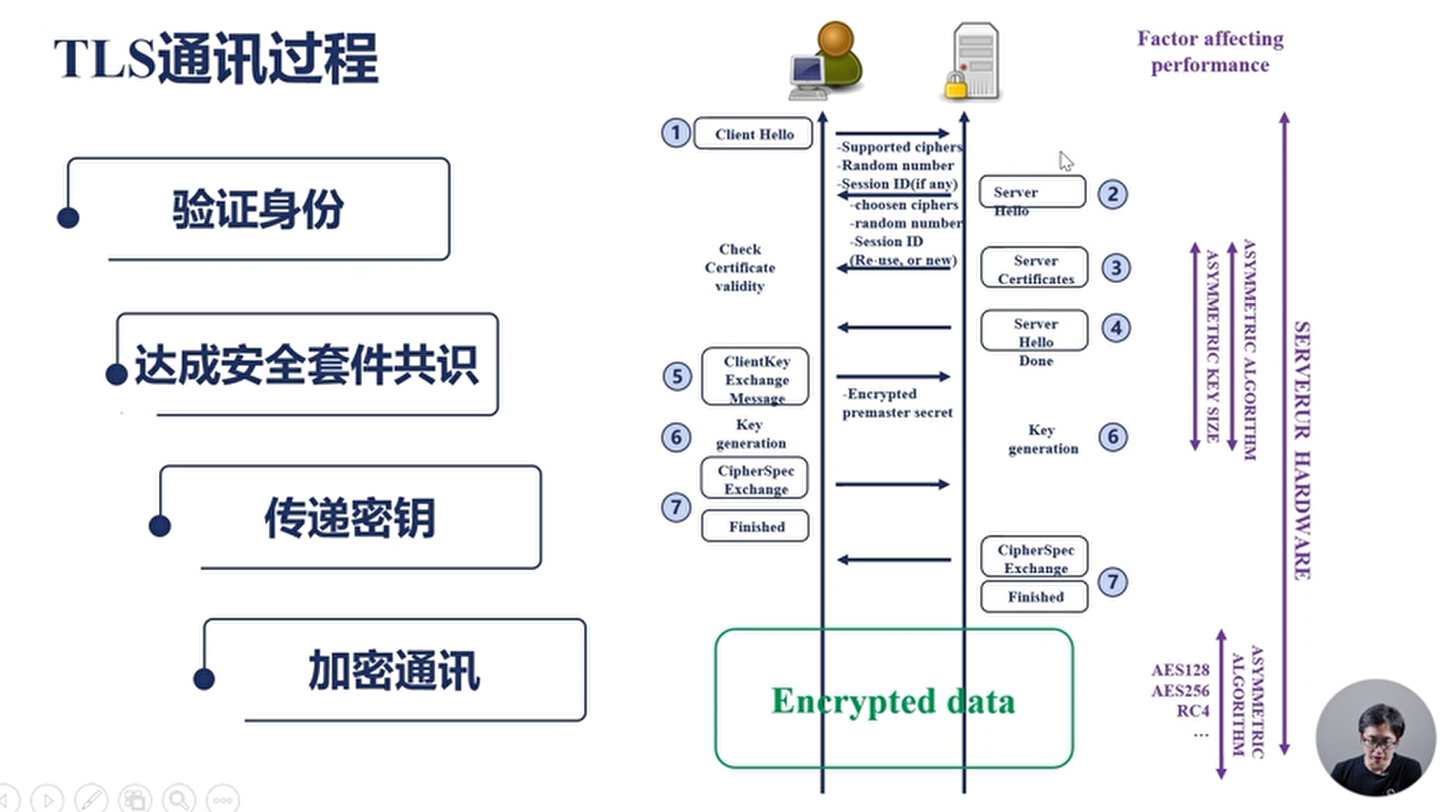 TLS通讯过程
验证身份
达成安全套件共识
传递密钥
加密通讯
Factor affecting
performance
1
Client Hello
-Supported ciphers
-Random number
-Session ID(if any)
Server
Hello
2
-choosen ciphers
-random number
-Session ID
(Re-use, or new)
Check
Certificate
validity
Server
Certificates
3
Server
Hello
Done
4
5
ClientKey
Exchange
Message
-Encrypted
premaster secret
6
Key
generation
Key
generation
6
7
CipherSpec
Exchange
Finished
CipherSpec
Exchange
Finished
7
Encrypted data
ASYMMETRIC KEY SIZE
ASYMMETRIC ALGORITHM
SERVERUR HARDWARE
AES128
AES256
RC4
...
ASYMMETRIC
ALGORITHM